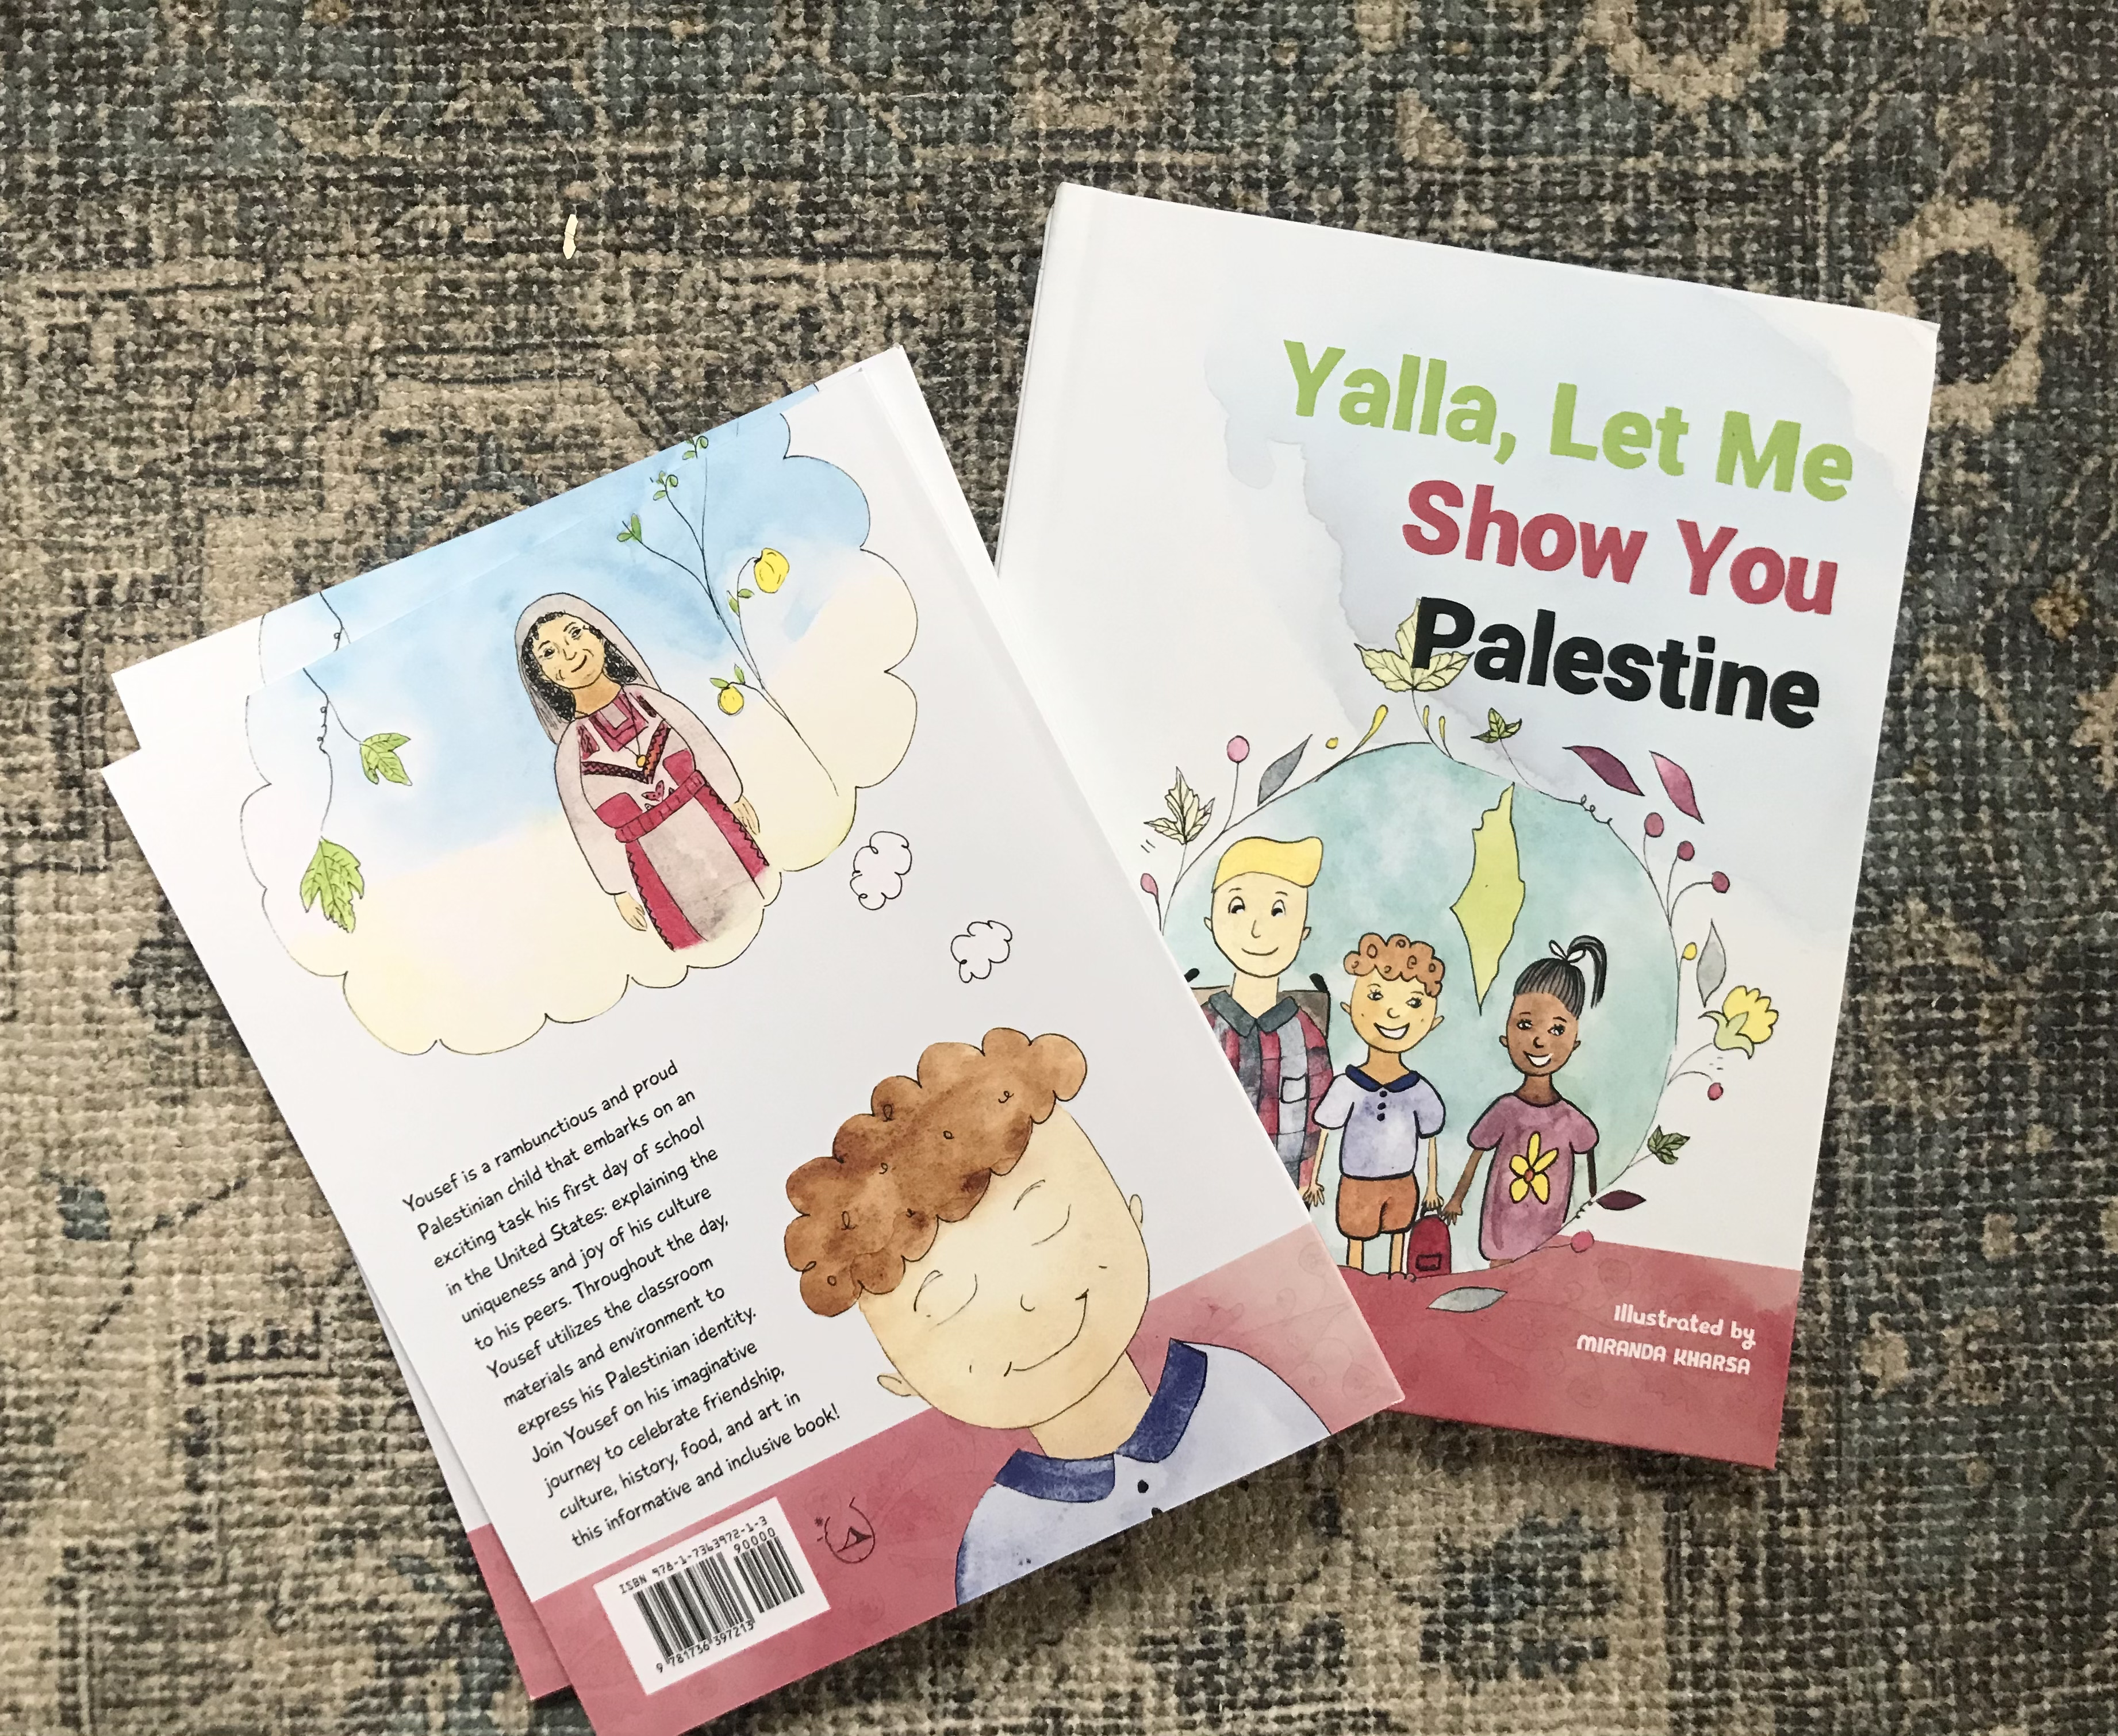 Yousef is a rambunctious and proud
Palestinian child that embarks on an
exciting task his first day of school
in the United States: explaining the
uniqueness and joy of his culture
to his peers. Throughout the day,
Yousef utilizes the classroom
materials and environment to
express his Palestinian identity.
Join Yousef on his imaginative
journey to celebrate friendship,
culture, history, food, and art in
this informative and inclusive book!
ISBN 978-1-7363972-1-3
90000
9 781736 397213
Yalla, Let Me
Show You
Palestine
Illustrated by
MIRANDA KHARSA